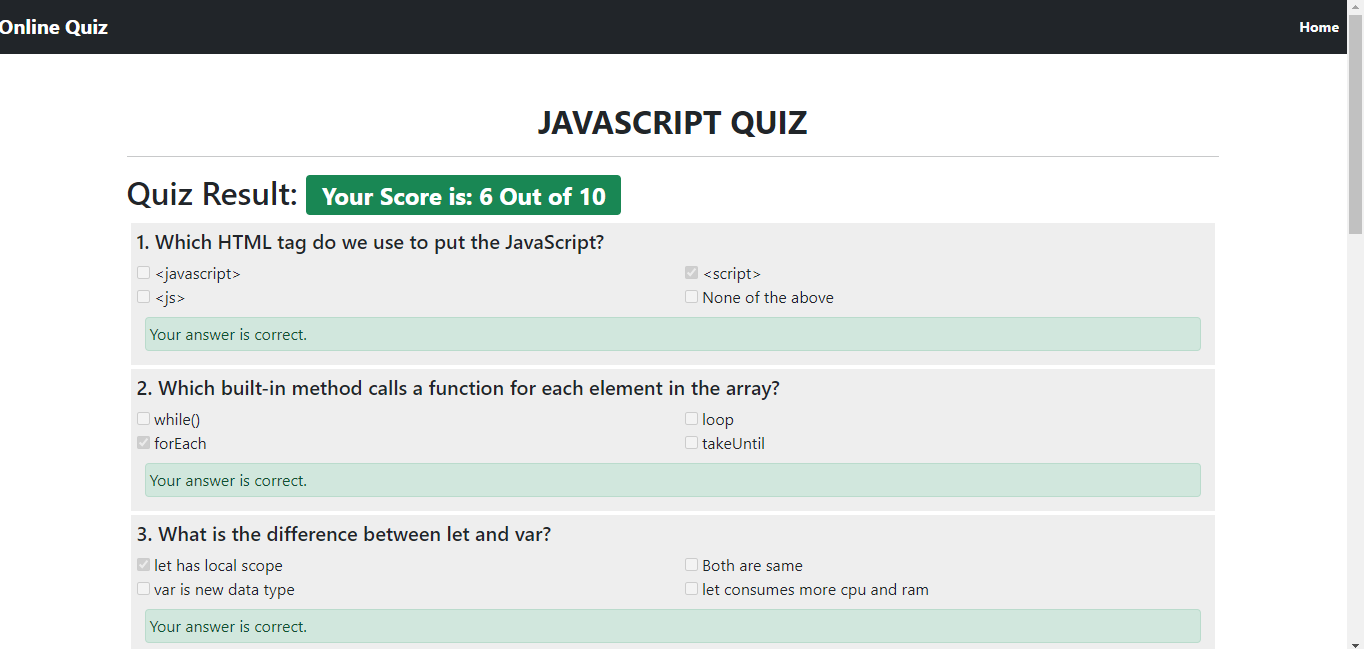 Online Quiz
Home
JAVASCRIPT QUIZ
Quiz Result: Your Score is: 6 Out of 10
1. Which HTML tag do we use to put the JavaScript?
<javascript> <script>
<js> None of the above
Your answer is correct.
2. Which built-in method calls a function for each element in the array?
while() loop
forEach takeUntil
Your answer is correct.
3. What is the difference between let and var?
let has local scope Both are same
var is new data type let consumes more cpu and ram
Your answer is correct.